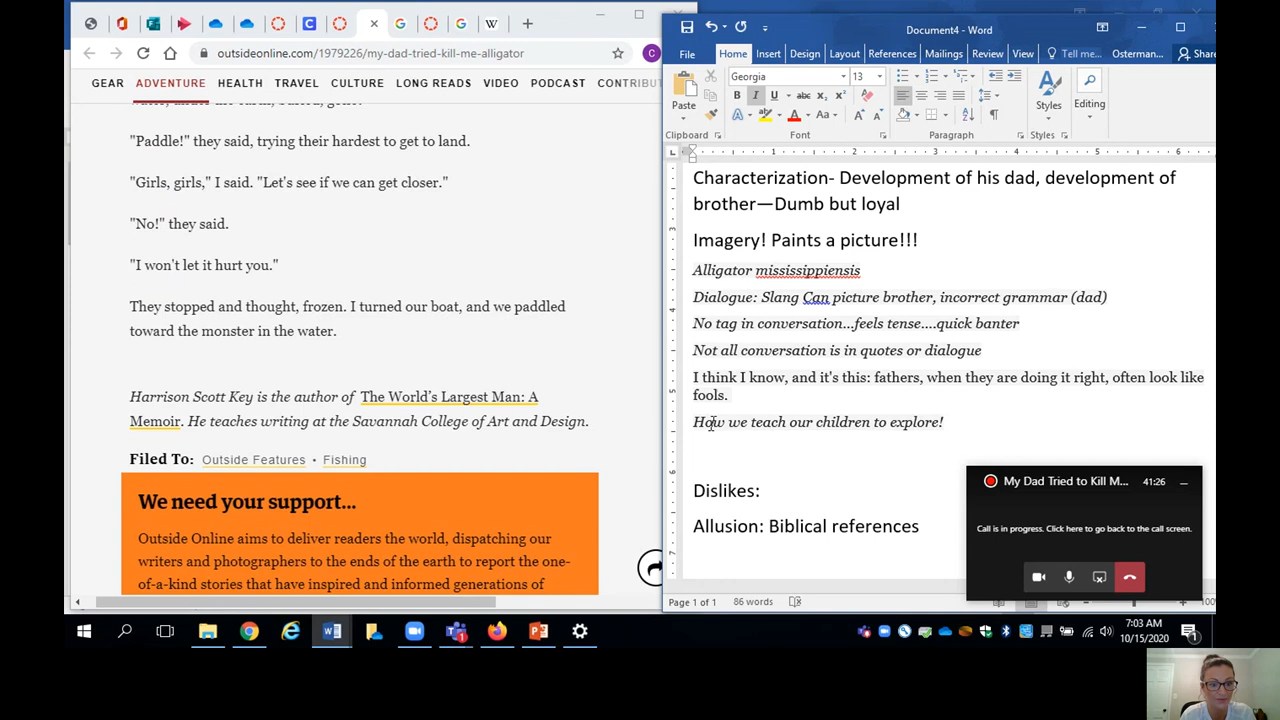 outsideonline.com/1979226/my-dad-tried-kill-me-alligator
C
GEAR ADVENTURE HEALTH TRAVEL CULTURE LONG READS VIDEO PODCAST CONTRIBUT
"Paddle!" they said, trying their hardest to get to land.
"Girls, girls," I said. "Let's see if we can get closer."
"No!" they said.
"I won't let it hurt you."
They stopped and thought, frozen. I turned our boat, and we paddled
toward the monster in the water.
Harrison Scott Key is the author of The World's Largest Man: A
Memoir. He teaches writing at the Savannah College of Art and Design.
Filed To: Outside Features • Fishing
We need your support...
Outside Online aims to deliver readers the world, dispatching our
writers and photographers to the ends of the earth to report the one-
of-a-kind stories that have inspired and informed generations of
Document4 - Word
File Home Insert Design Layout References Mailings Review View Tell me... Osterman... Share
Georgia 13
Paste
B I U abc X₂ X²
Styles
Editing
Clipboard Font Paragraph Styles
1 2 3 4 5 6
Characterization- Development of his dad, development of
brother—Dumb but loyal
Imagery! Paints a picture!!!
Alligator mississippiensis
Dialogue: Slang Can picture brother, incorrect grammar (dad)
No tag in conversation...feels tense....quick banter
Not all conversation is in quotes or dialogue
I think I know, and it's this: fathers, when they are doing it right, often look like
fools.
How we teach our children to explore!
Dislikes:
Allusion: Biblical references
My Dad Tried to Kill M... 41:26
Call is in progress. Click here to go back to the call screen.
Page 1 of 1 86 words
7:03 AM
10/15/2020